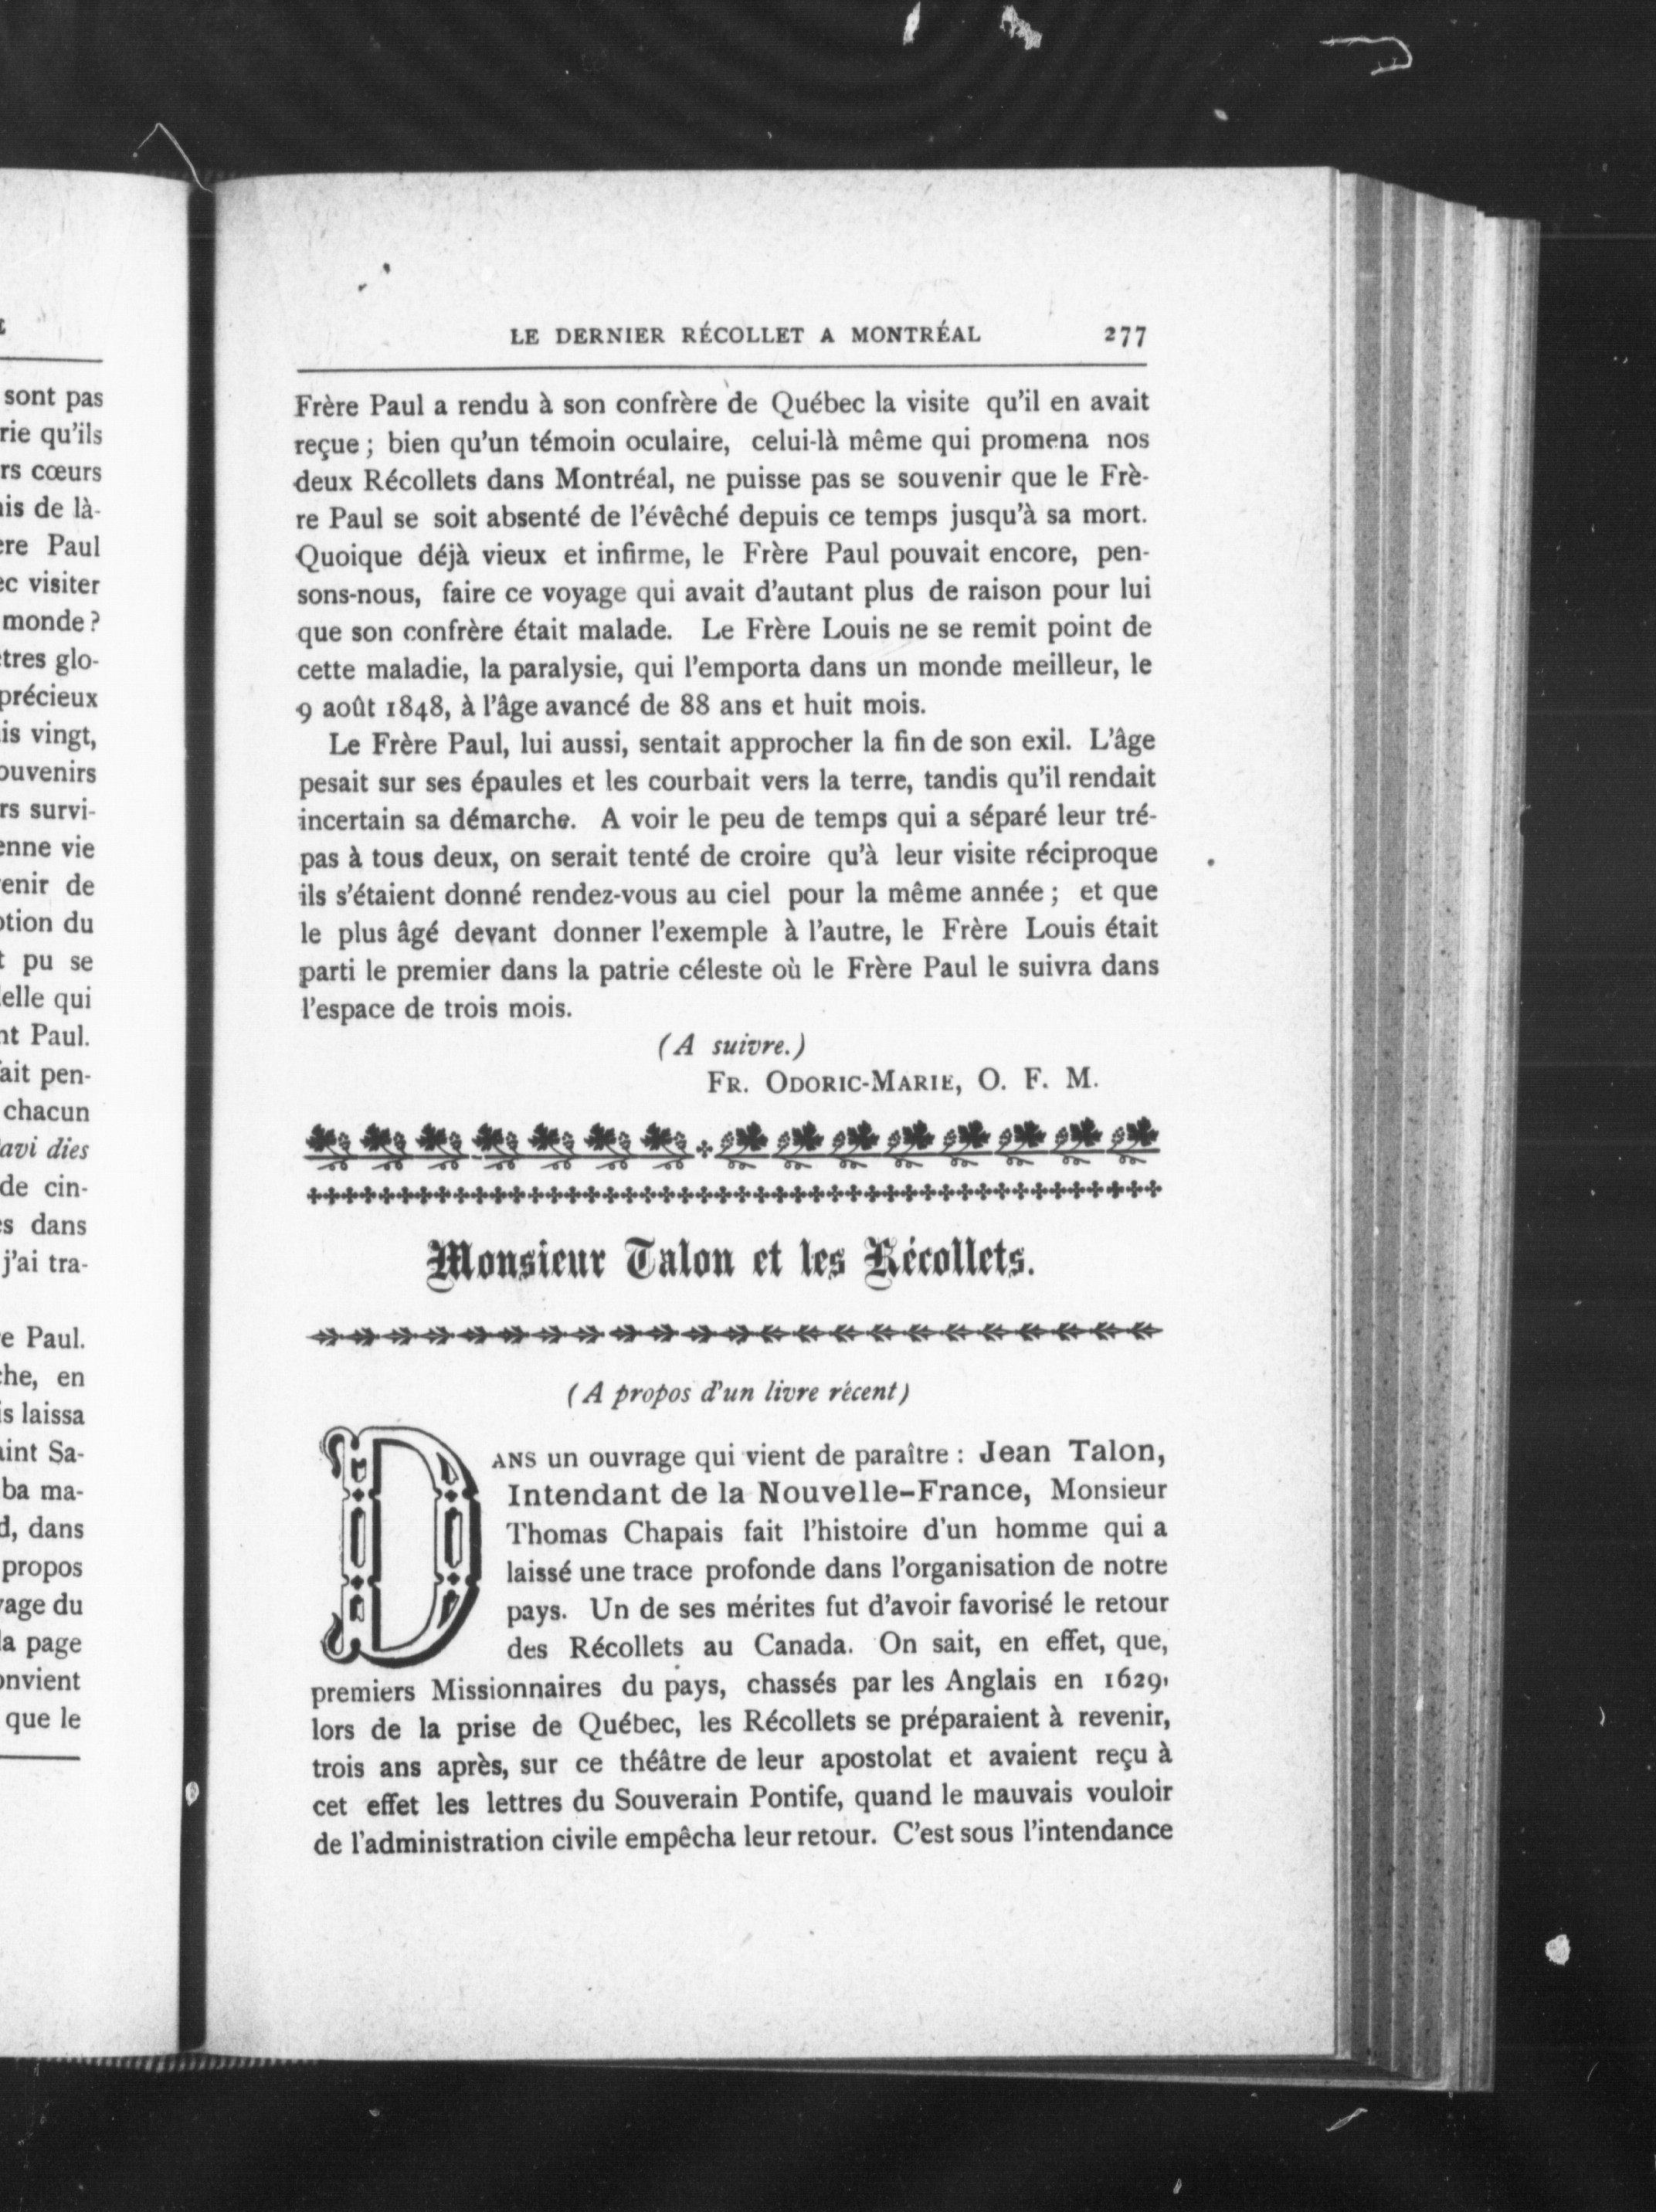 LE DERNIER RÉCOLLET A MONTRÉAL 277
Frère Paul a rendu à son confrère de Québec la visite qu'il en avait
reçue ; bien qu'un témoin oculaire, celui-là même qui promena nos
deux Récollets dans Montréal, ne puisse pas se souvenir que le Frè-
re Paul se soit absenté de l'évêché depuis ce temps jusqu'à sa mort.
Quoique déjà vieux et infirme, le Frère Paul pouvait encore, pen-
sons-nous, faire ce voyage qui avait d'autant plus de raison pour lui
que son confrère était malade. Le Frère Louis ne se remit point de
cette maladie, la paralysie, qui l'emporta dans un monde meilleur, le
9 août 1848, à l'âge avancé de 88 ans et huit mois.
Le Frère Paul, lui aussi, sentait approcher la fin de son exil. L'âge
pesait sur ses épaules et les courbait vers la terre, tandis qu'il rendait
incertain sa démarche. A voir le peu de temps qui a séparé leur tré-
pas à tous deux, on serait tenté de croire qu'à leur visite réciproque
ils s'étaient donné rendez-vous au ciel pour la même année ; et que
le plus âgé devant donner l'exemple à l'autre, le Frère Louis était
parti le premier dans la patrie céleste où le Frère Paul le suivra dans
l'espace de trois mois.
(A suivre.)
FR. ODORIC-MARIE, O. F. M.
Monsieur Talon et les Récollets.
(A propos d'un livre récent)
DANS un ouvrage qui vient de paraître : Jean Talon,
Intendant de la Nouvelle-France, Monsieur
Thomas Chapais fait l'histoire d'un homme qui a
laissé une trace profonde dans l'organisation de notre
pays. Un de ses mérites fut d'avoir favorisé le retour
des Récollets au Canada. On sait, en effet, que,
premiers Missionnaires du pays, chassés par les Anglais en 1629,
lors de la prise de Québec, les Récollets se préparaient à revenir,
trois ans après, sur ce théâtre de leur apostolat et avaient reçu à
cet effet les lettres du Souverain Pontife, quand le mauvais vouloir
de l'administration civile empêcha leur retour. C'est sous l'intendance